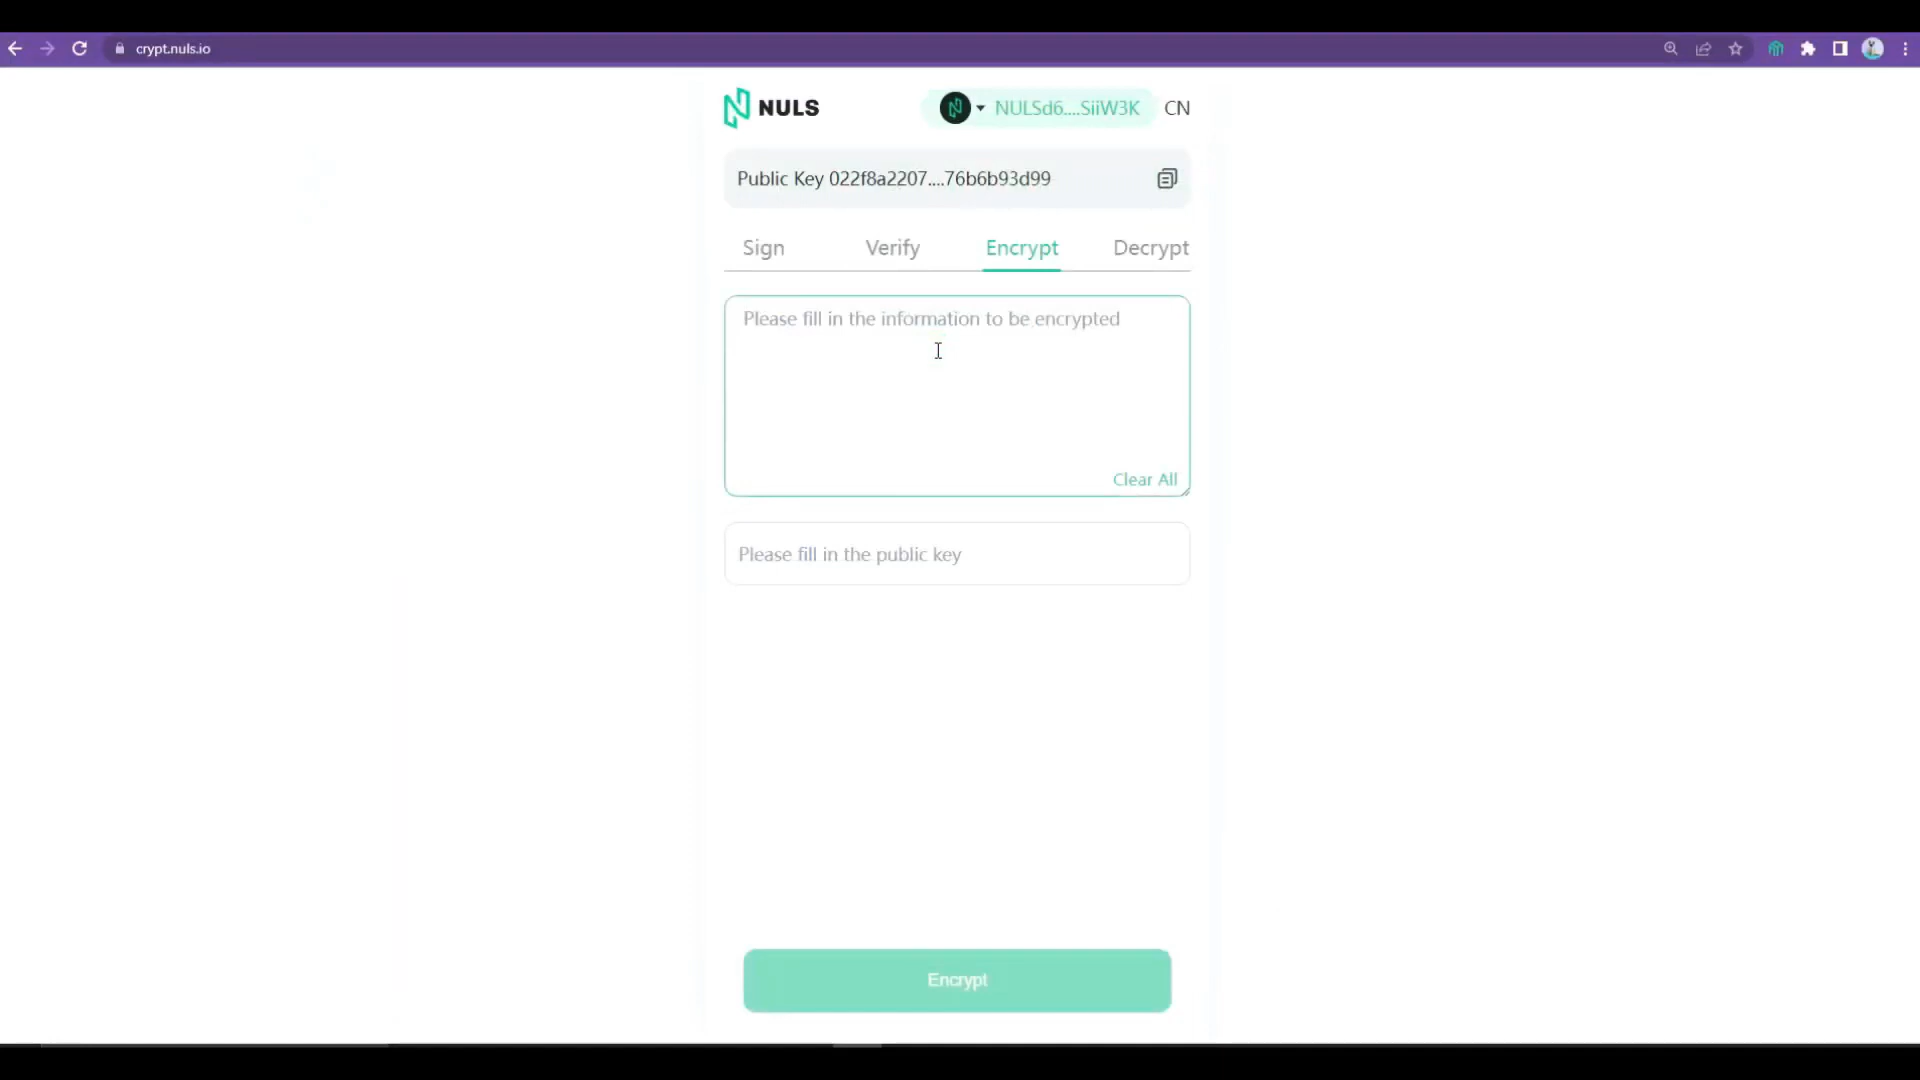 crypt.nuls.io
NULS
NULSd6....SiiW3K
CN
Public Key 022f8a2207....76b6b93d99
Sign
Verify
Encrypt
Decrypt
Please fill in the information to be encrypted
Clear All
Please fill in the public key
Encrypt